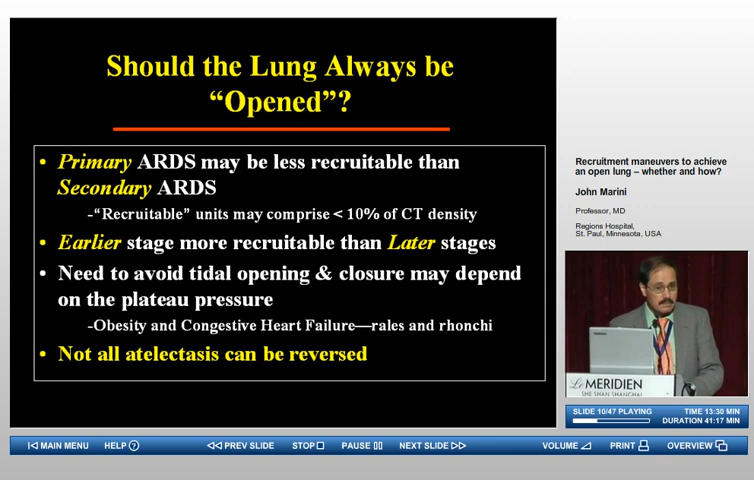 Should the Lung Always be
“Opened”?
• Primary ARDS may be less recruitable than
Secondary ARDS
-“Recruitable” units may comprise < 10% of CT density
• Earlier stage more recruitable than Later stages
• Need to avoid tidal opening & closure may depend
on the plateau pressure
-Obesity and Congestive Heart Failure—rales and rhonchi
• Not all atelectasis can be reversed
Recruitment maneuvers to achieve
an open lung – whether and how?
John Marini
Professor, MD
Regions Hospital,
St. Paul, Minnesota, USA
Le MERIDIEN
SHE SHAN SHANGHAI
SLIDE 10/47 PLAYING TIME 13:30 MIN
DURATION 41:17 MIN
MAIN MENU HELP ? PREV SLIDE STOP PAUSE NEXT SLIDE VOLUME PRINT OVERVIEW